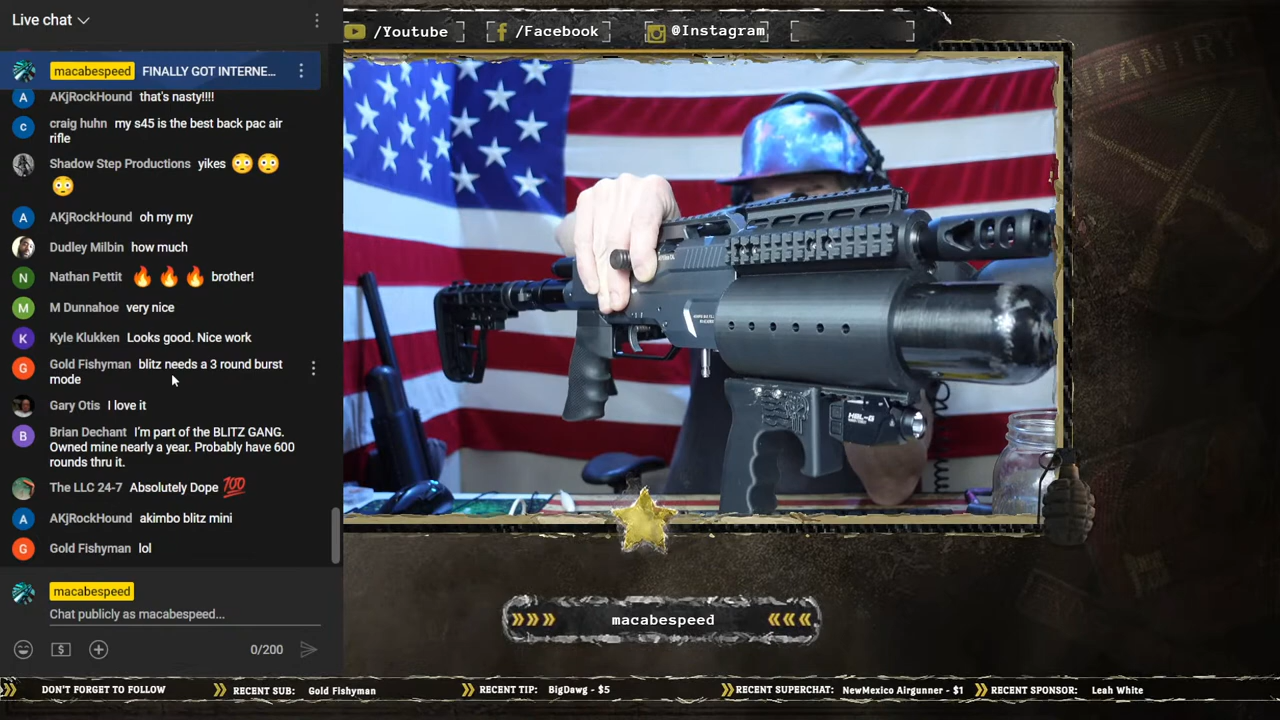 Live chat
macabespeed FINALLY GOT INTERNE...
AKjRockHound that's nasty!!!!
craig huhn my s45 is the best back pac air
rifle
Shadow Step Productions yikes 😳 😳
😳
AKjRockHound oh my my
Dudley Milbin how much
Nathan Pettit 🔥 🔥 🔥 brother!
M Dunnahoe very nice
Kyle Klukken Looks good. Nice work
Gold Fishyman blitz needs a 3 round burst
mode
Gary Otis I love it
Brian Dechant I'm part of the BLITZ GANG.
Owned mine nearly a year. Probably have 600
rounds thru it.
The LLC 24-7 Absolutely Dope 💯
AKjRockHound akimbo blitz mini
Gold Fishyman lol
macabespeed
Chat publicly as macabespeed...
0/200
/Youtube
/Facebook
@Instagram
INFANTRY
HBL-G
macabespeed
DON'T FORGET TO FOLLOW
RECENT SUB: Gold Fishyman
RECENT TIP: BigDawg - $5
RECENT SUPERCHAT: NewMexico Airgunner - $1
RECENT SPONSOR: Leah White